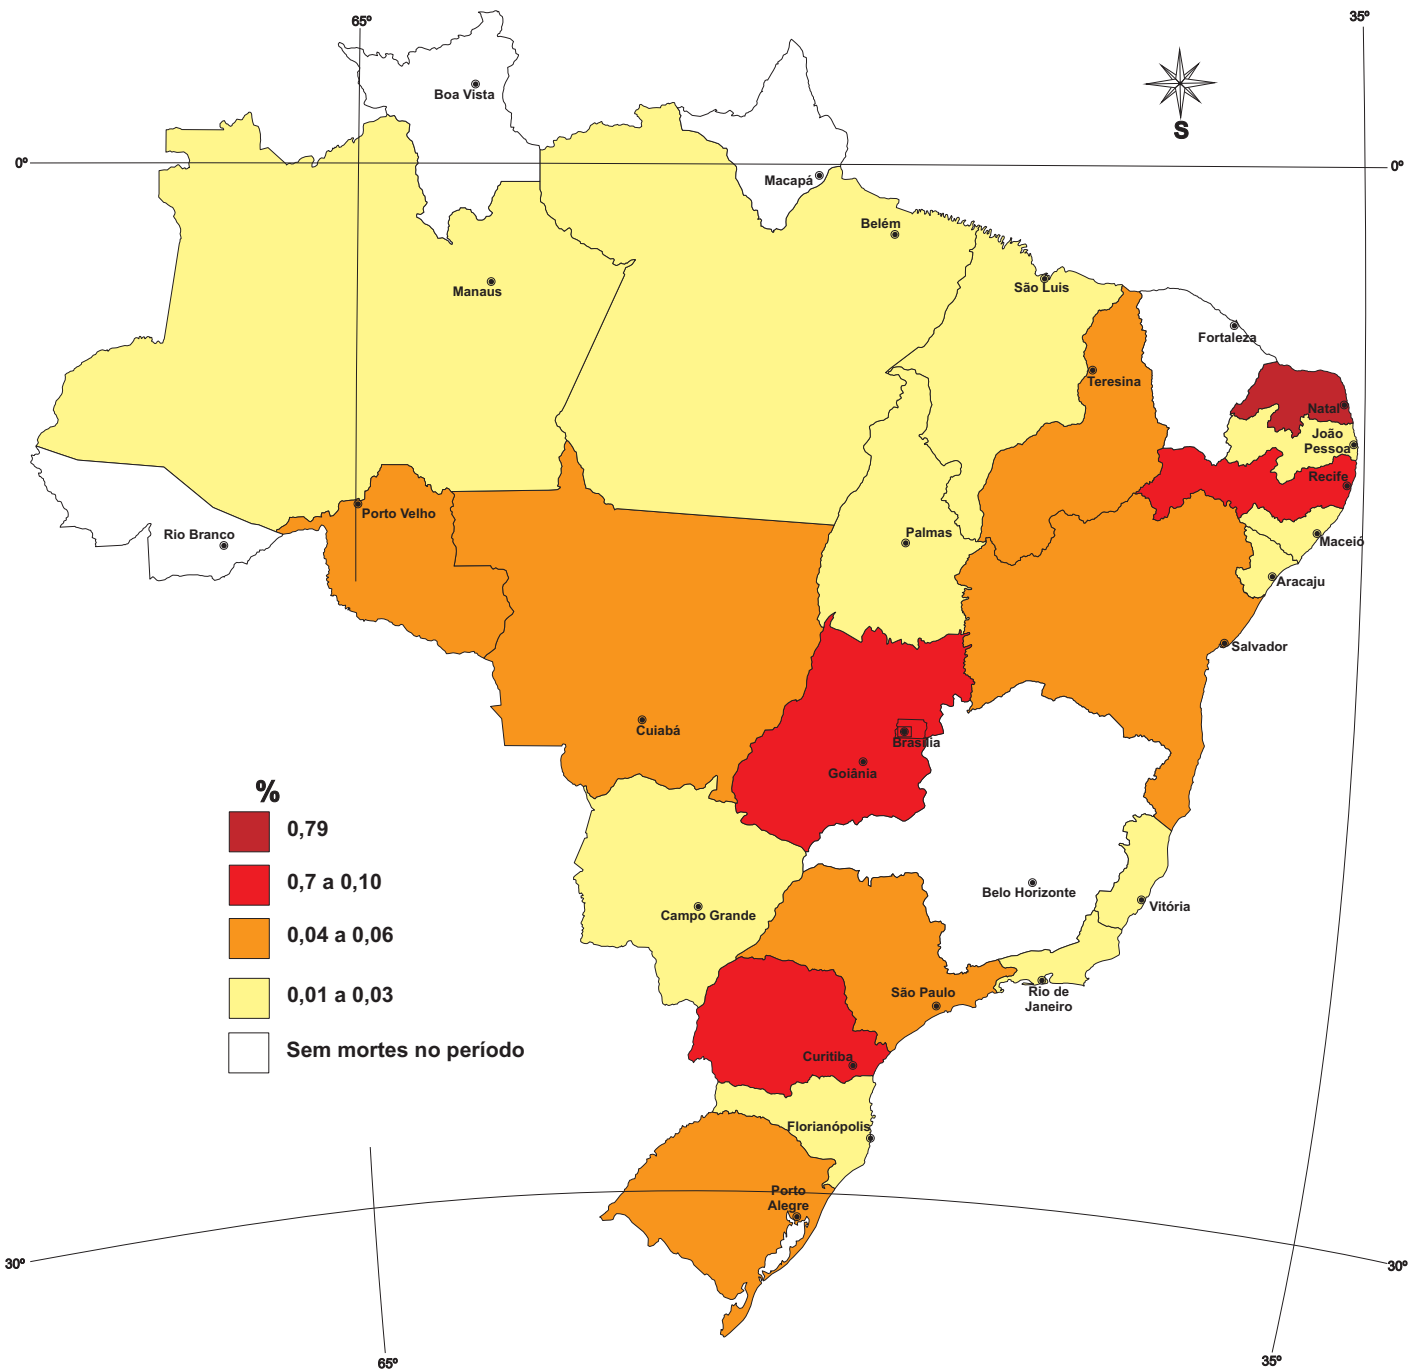 65º
35º
Boa Vista
S
0º
0º
Macapá
Belém
Manaus
São Luis
Fortaleza
Teresina
Natal
João
Pessoa
Recife
Porto Velho
Rio Branco
Palmas
Maceió
Aracaju
Salvador
Cuiabá
Brasília
Goiânia
%
0,79
0,7 a 0,10
0,04 a 0,06
0,01 a 0,03
Sem mortes no período
Belo Horizonte
Campo Grande
Vitória
São Paulo
Rio de
Janeiro
Curitiba
Florianópolis
Porto
Alegre
30º
30º
65º
35º